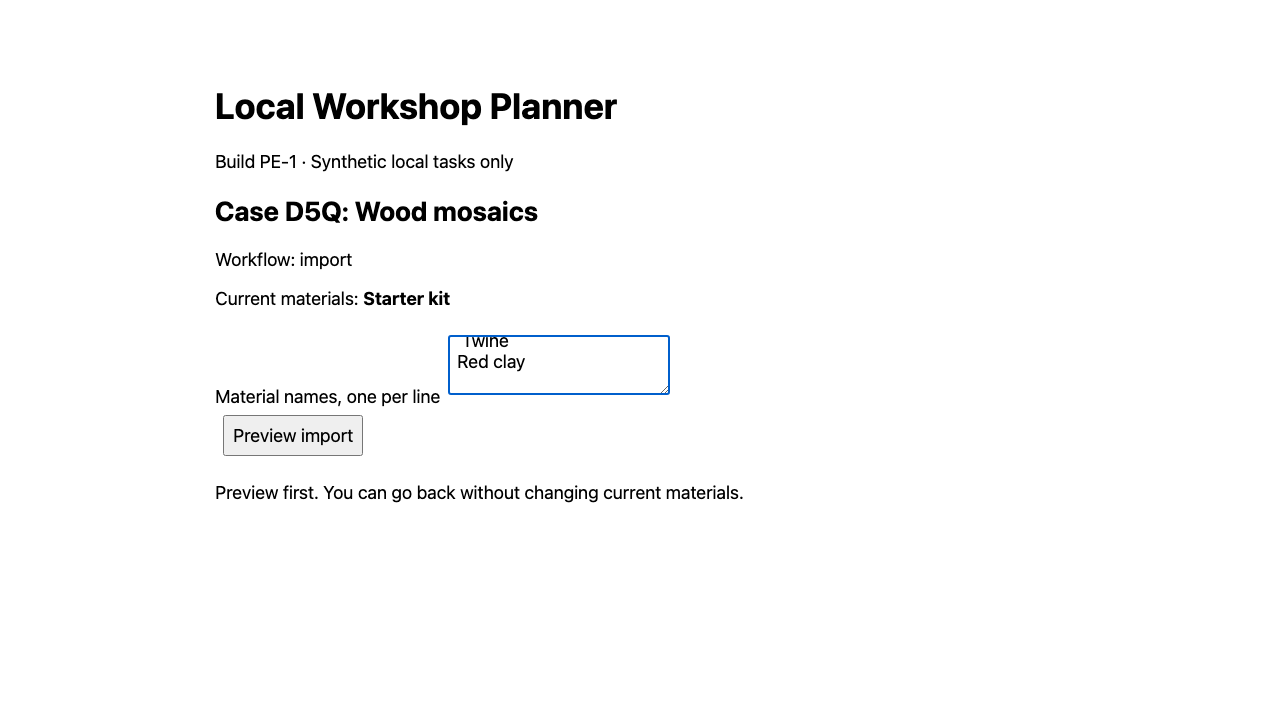 Local Workshop Planner
Build PE-1 · Synthetic local tasks only
Case D5Q: Wood mosaics
Workflow: import
Current materials: Starter kit
Twine
Red clay
Material names, one per line
Preview import
Preview first. You can go back without changing current materials.